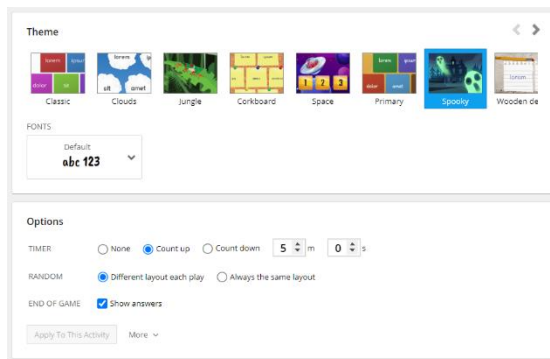 Theme
lorem
ipsum
dolor
sit
lorem
sit
amet
1 2 3
lorem
ipsum
dolor
lorem
Classic
Clouds
Jungle
Corkboard
Space
Primary
Spooky
Wooden de
FONTS
Default
abc 123
Options
TIMER None Count up Count down 5 m 0 s
RANDOM Different layout each play Always the same layout
END OF GAME Show answers
Apply To This Activity More